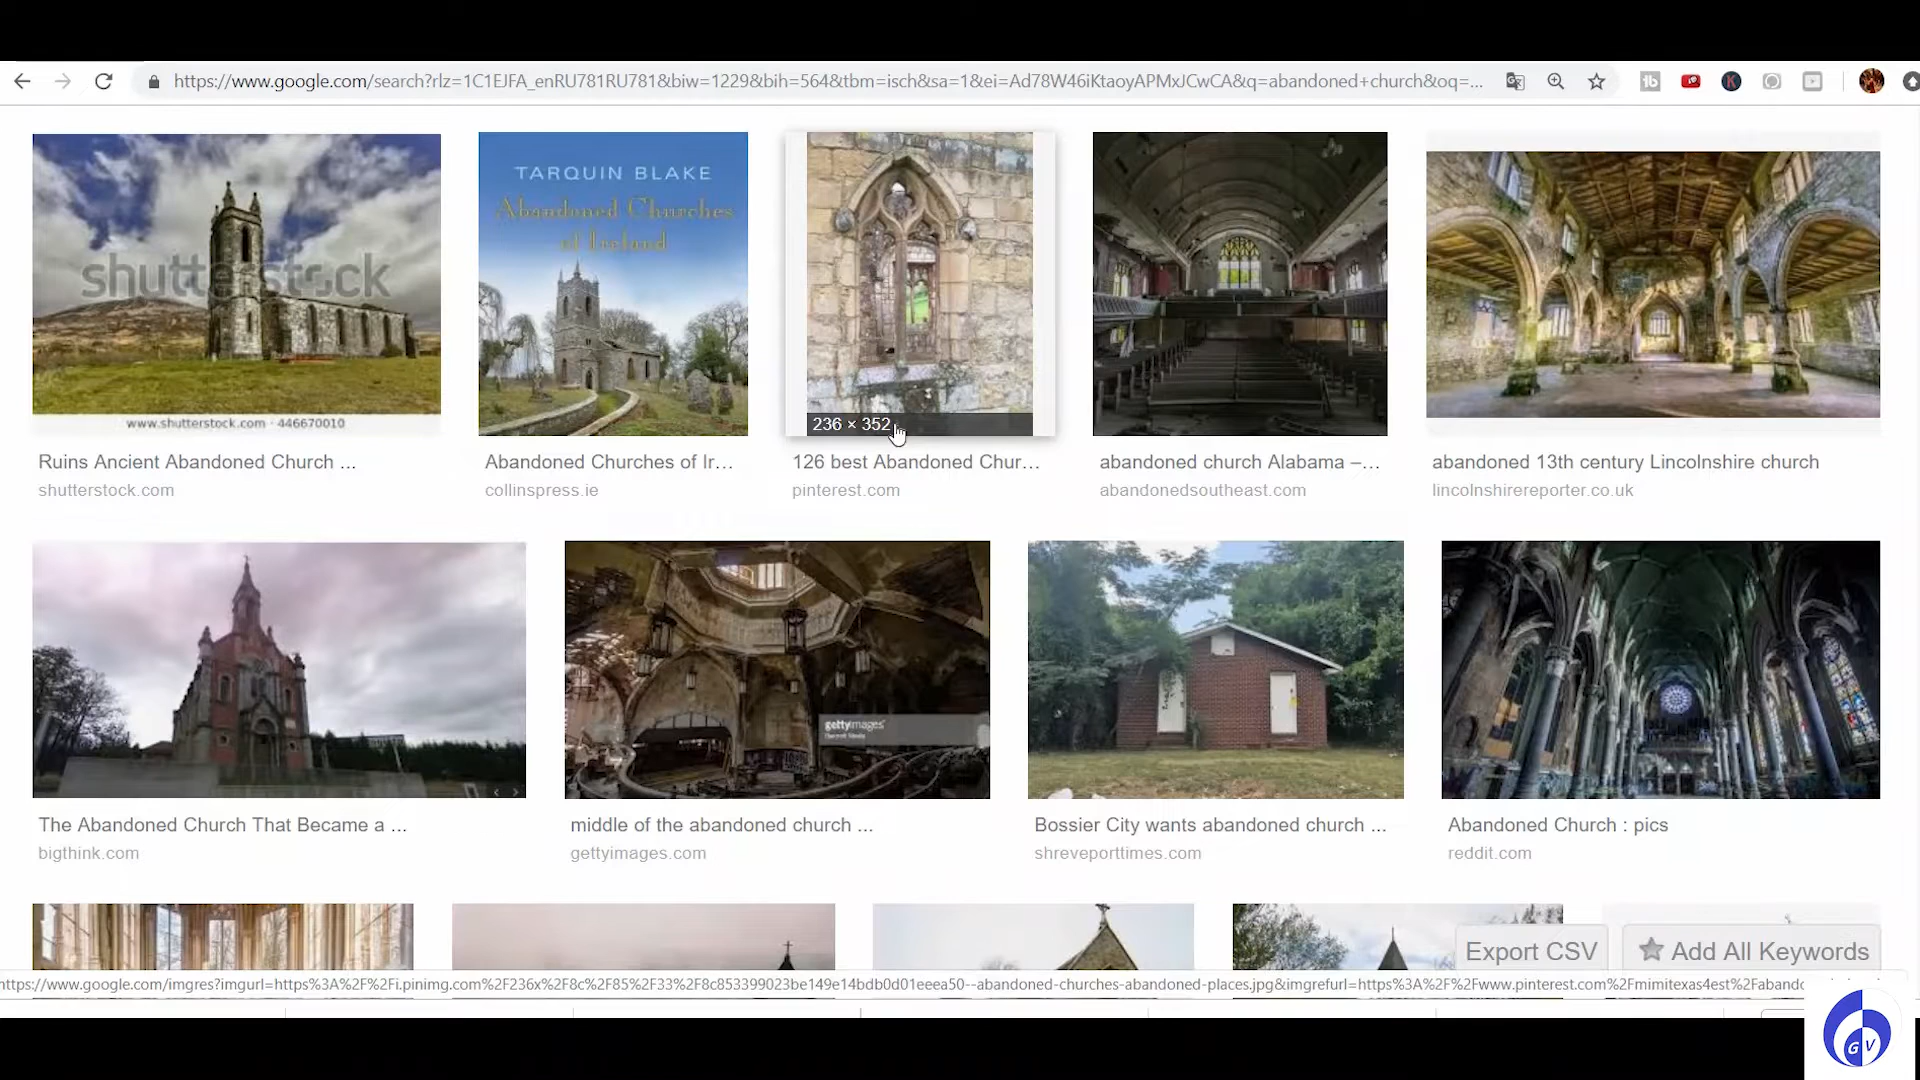 https://www.google.com/search?rlz=1C1EJFA_enRU781RU781&biw=1229&bih=564&tbm=isch&sa=1&ei=Ad78W46iKtaoyAPMxJCwCA&q=abandoned+church&oq=...
shutterstock
www.shutterstock.com · 446670010
TARQUIN BLAKE
Abandoned Churches
of Ireland
236 × 352
Ruins Ancient Abandoned Church ...
shutterstock.com
Abandoned Churches of Ir...
collinspress.ie
126 best Abandoned Chur...
pinterest.com
abandoned church Alabama –...
abandonedsoutheast.com
abandoned 13th century Lincolnshire church
lincolnshirereporter.co.uk
gettyimages
The Abandoned Church That Became a ...
bigthink.com
middle of the abandoned church ...
gettyimages.com
Bossier City wants abandoned church ...
shreveporttimes.com
Abandoned Church : pics
reddit.com
Export CSV
Add All Keywords
https://www.google.com/imgres?imgurl=https%3A%2F%2Fi.pinimg.com%2F236x%2F8c%2F85%2F33%2F8c853399023be149e14bdb0d01eeea50--abandoned-churches-abandoned-places.jpg&imgrefurl=https%3A%2F%2Fwww.pinterest.com%2Fmimitexas4est%2Fabando
G V